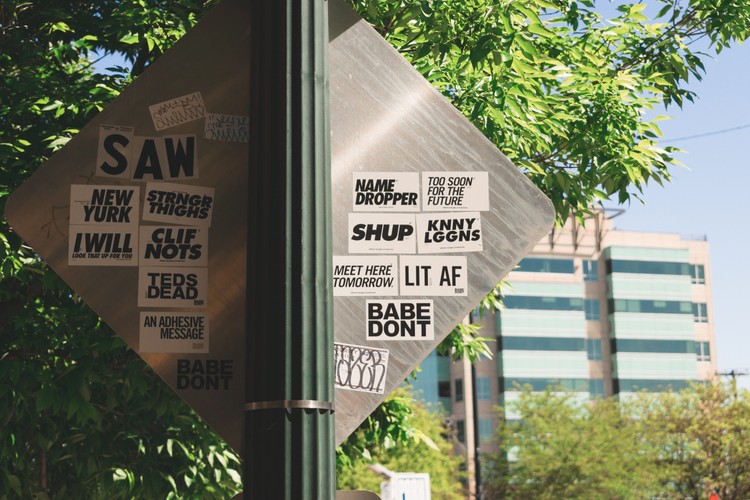 SAW
NEW
YURK
STRNGR
THIGHS
I WILL
LOOK THAT UP FOR YOU
CLIF
NOTS
TEDS
DEAD
AN ADHESIVE
MESSAGE
BABE
DONT
NAME
DROPPER
TOO SOON
FOR THE
FUTURE
SHUP
KNNY
LGGNS
MEET HERE
TOMORROW
LIT AF
BABE
DONT